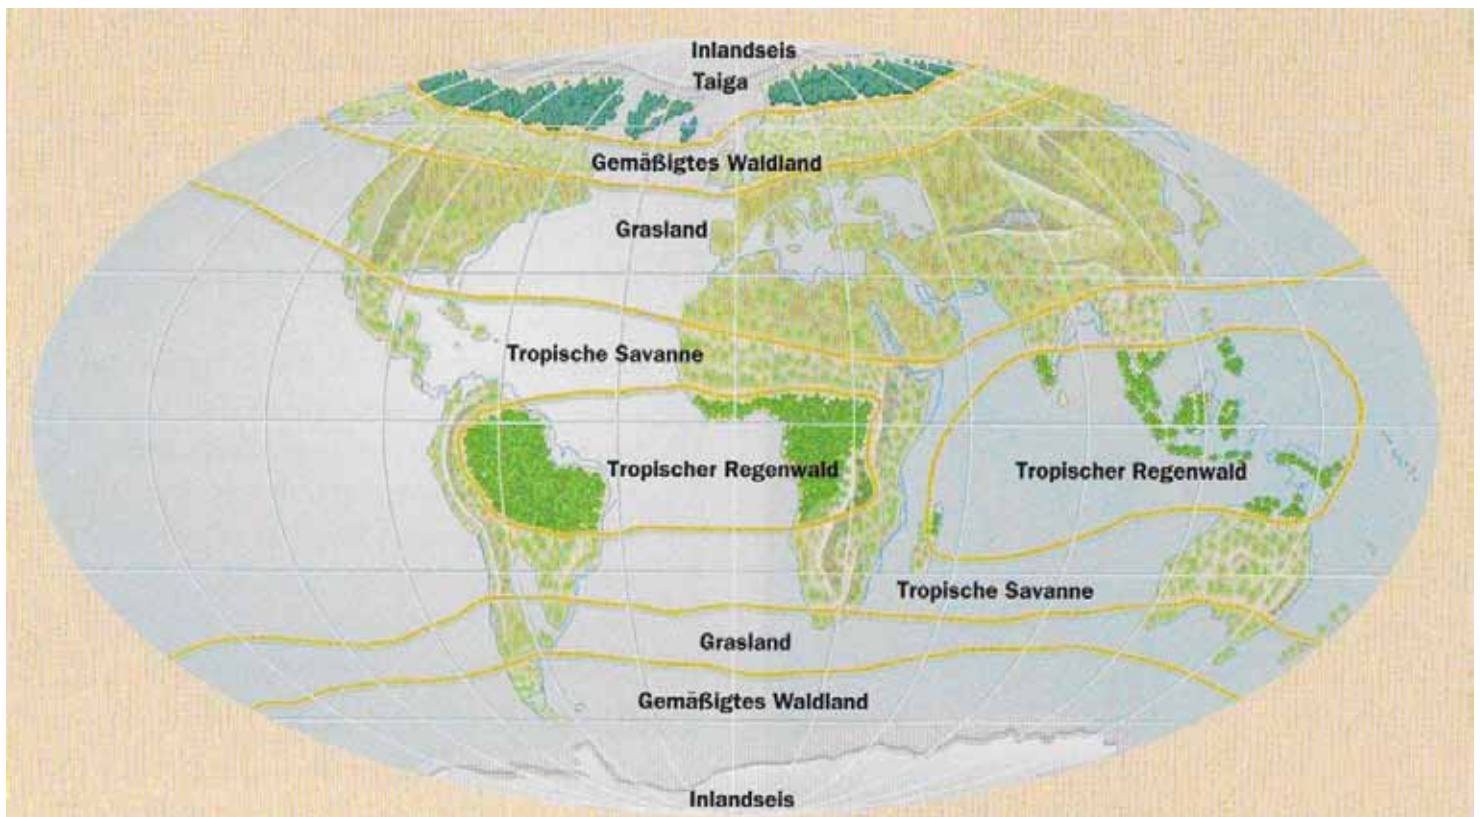 Inlandseis
Taiga
Gemäßigtes Waldland
Grasland
Tropische Savanne
Tropischer Regenwald
Tropischer Regenwald
Tropische Savanne
Grasland
Gemäßigtes Waldland
Inlandseis